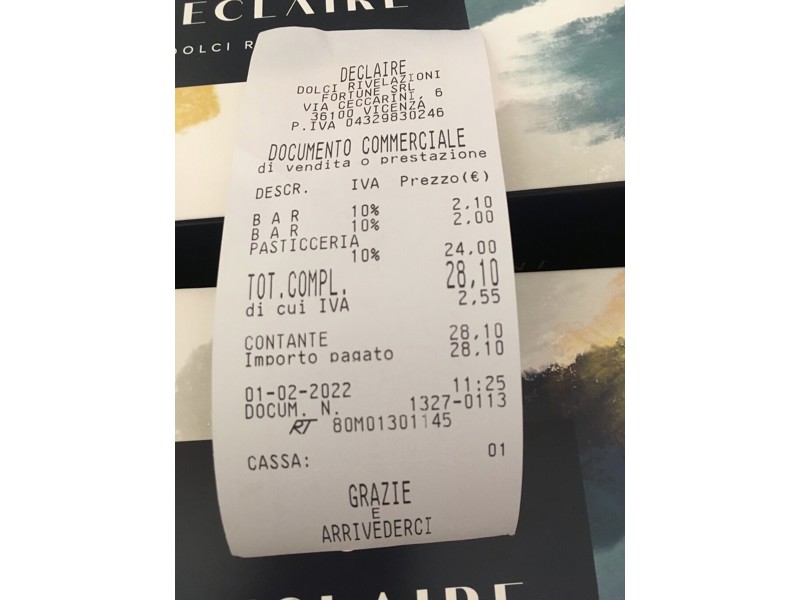 ECLAIRE
DOLCI R
DECLAIRE
DOLCI RIVELAZIONI
FORTUNE SRL
VIA CECCARINI, 6
36100 VICENZA
P.IVA 04329830246
DOCUMENTO COMMERCIALE
di vendita o prestazione
DESCR. IVA Prezzo(€)
BAR 10% 2.10
BAR 10% 2.00
PASTICCERIA
10% 24.00
TOT.COMPL. 28,10
di cui IVA 2.55
CONTANTE 28.10
Importo pagato 28.10
01-02-2022 11:25
DOCUM. N. 1327-0113
RT 80M01301145
CASSA: 01
GRAZIE
E
ARRIVEDERCI